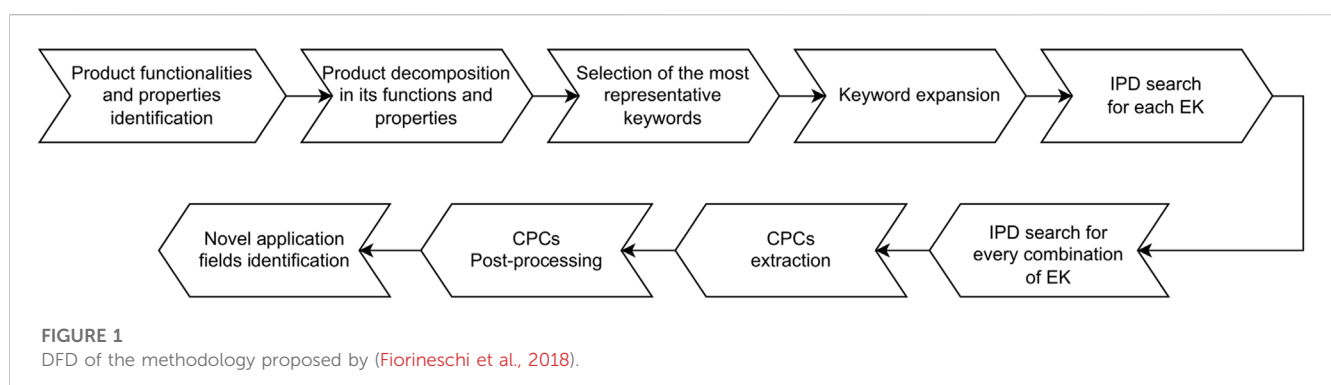 Product functionalities
and properties
identification
Product decomposition
in its functions and
properties
Selection of the most
representative
keywords
Keyword expansion
IPD search
for each EK
IPD search for
every combination
of EK
CPCs
extraction
CPCs
Post-processing
Novel application
fields identification
FIGURE 1
DFD of the methodology proposed by (Fiorineschi et al., 2018).